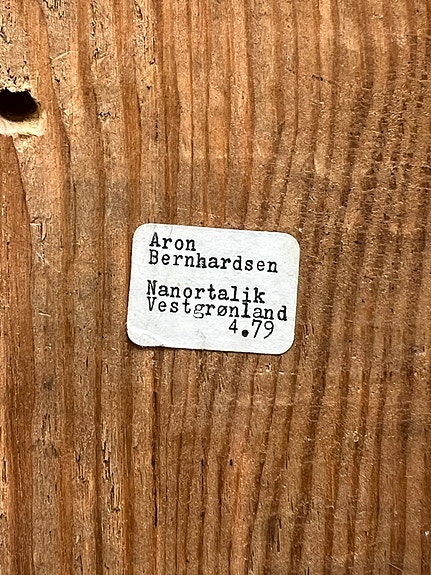 Aron
Bernhardsen
Nanortalik
Vestgrønland
4.79